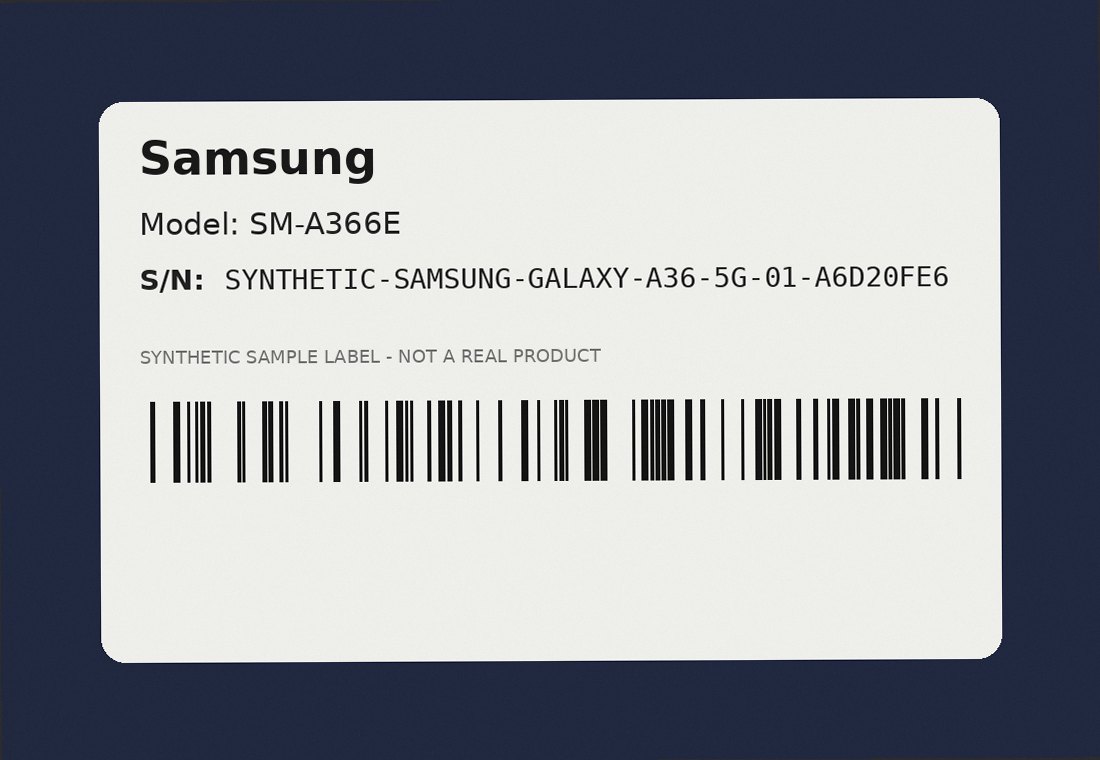 Samsung
Model: SM-A366E
S/N: SYNTHETIC-SAMSUNG-GALAXY-A36-5G-01-A6D20FE6
SYNTHETIC SAMPLE LABEL - NOT A REAL PRODUCT